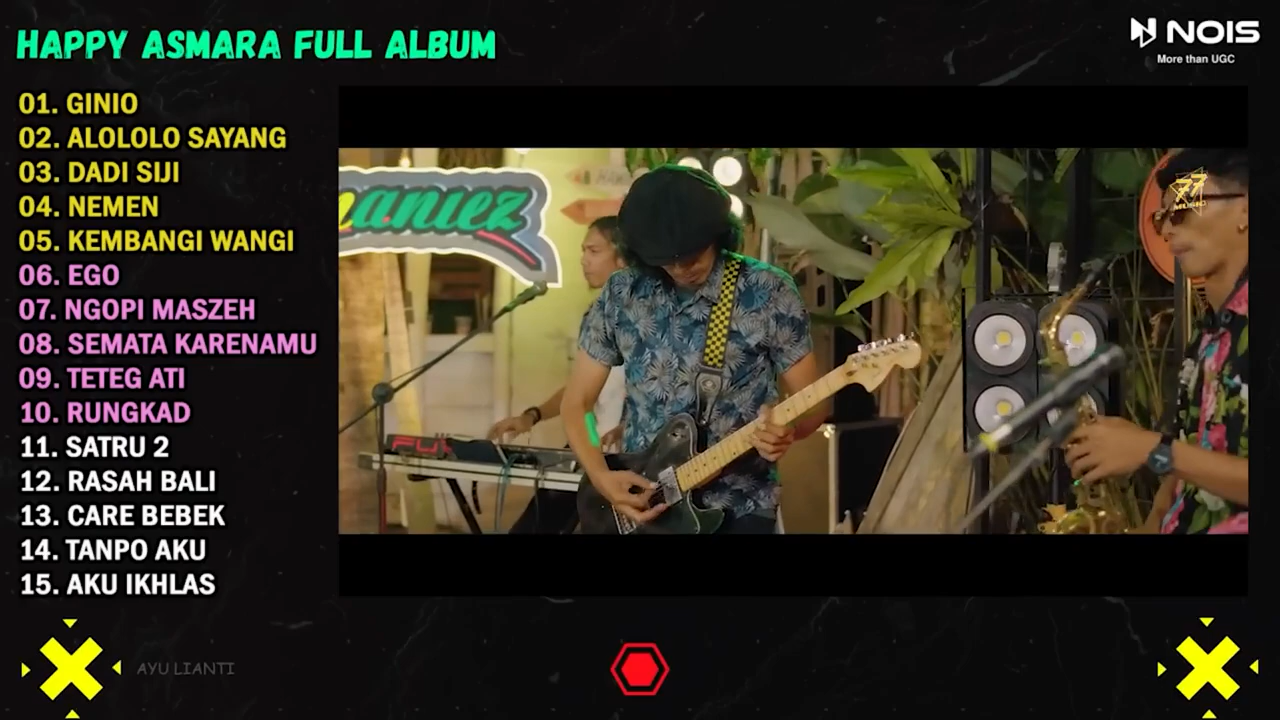 HAPPY ASMARA FULL ALBUM
NOIS
More than UGC
01. GINIO
02. ALOLOLO SAYANG
03. DADI SIJI
04. NEMEN
05. KEMBANGI WANGI
06. EGO
07. NGOPI MASZEH
08. SEMATA KARENAMU
09. TETEG ATI
10. RUNGKAD
11. SATRU 2
12. RASAH BALI
13. CARE BEBEK
14. TANPO AKU
15. AKU IKHLAS
aniez
77
AYU LIANTI